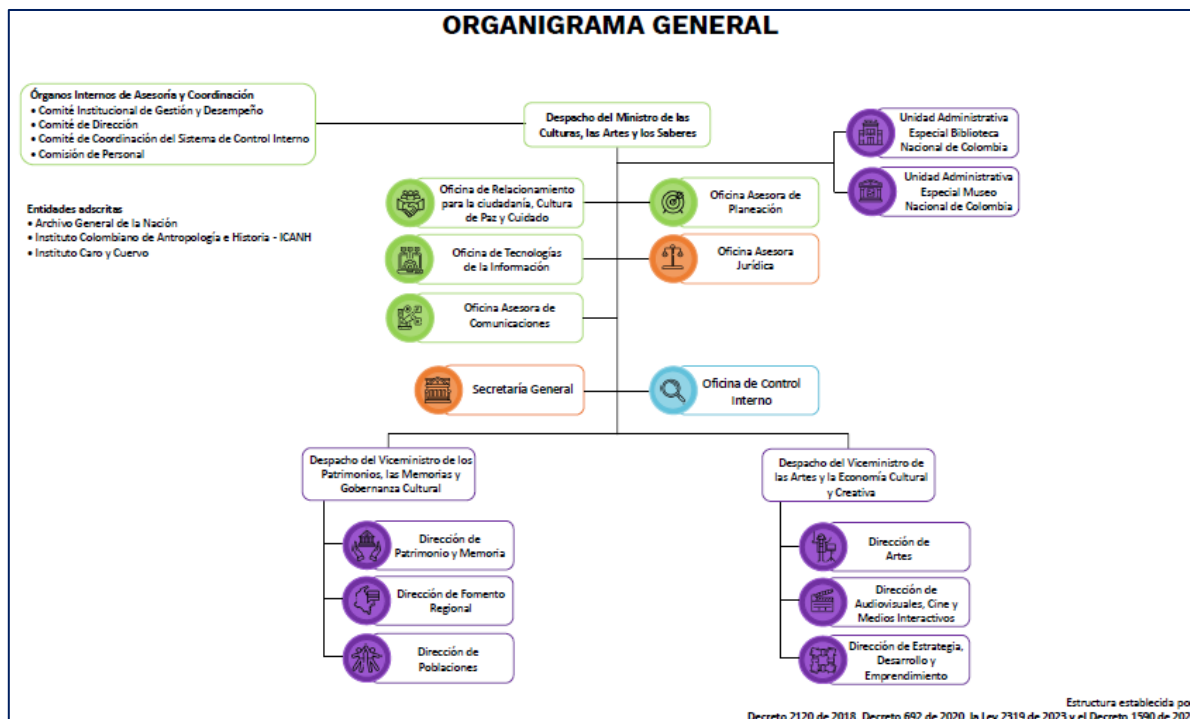 ORGANIGRAMA GENERAL
Órganos Internos de Asesoría y Coordinación
• Comité Institucional de Gestión y Desempeño
• Comité de Dirección
• Comité de Coordinación del Sistema de Control Interno
• Comisión de Personal
Despacho del Ministro de las
Culturas, las Artes y los Saberes
Unidad Administrativa
Especial Biblioteca
Nacional de Colombia
Unidad Administrativa
Especial Museo
Nacional de Colombia
Entidades adscritas
• Archivo General de la Nación
• Instituto Colombiano de Antropología e Historia - ICANH
• Instituto Caro y Cuervo
Oficina de Relacionamiento
para la ciudadanía, Cultura
de Paz y Cuidado
Oficina Asesora
de Planeación
Oficina de Tecnologías
de la Información
Oficina Asesora
Jurídica
Oficina Asesora de
Comunicaciones
Secretaría General
Oficina de Control
Interno
Despacho del Viceministro de los
Patrimonios, las Memorias y
Gobernanza Cultural
Despacho del Viceministro de
las Artes y la Economía Cultural
y Creativa
Dirección de
Patrimonio y Memoria
Dirección de Fomento
Regional
Dirección de
Poblaciones
Dirección de
Artes
Dirección de
Audiovisuales, Cine y
Medios Interactivos
Dirección de Estrategia,
Desarrollo y
Emprendimiento
Estructura establecida po
Decreto 2120 de 2018, Decreto 692 de 2020, la Ley 2319 de 2023 y el Decreto 1590 de 202